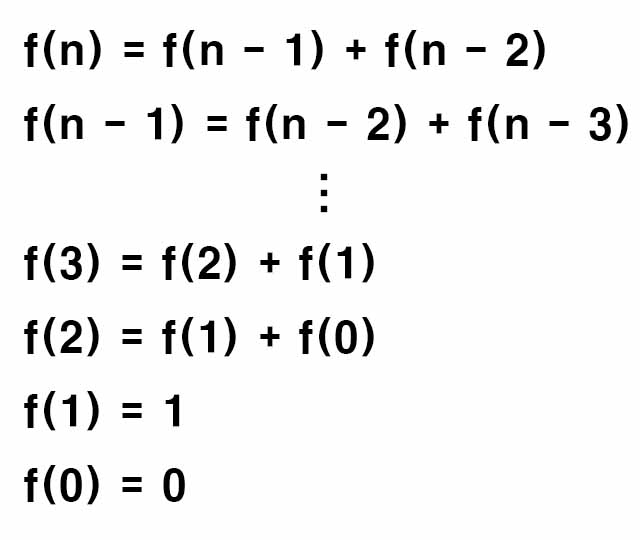 f(n) = f(n − 1) + f(n − 2)
f(n − 1) = f(n − 2) + f(n − 3)
⋮
f(3) = f(2) + f(1)
f(2) = f(1) + f(0)
f(1) = 1
f(0) = 0